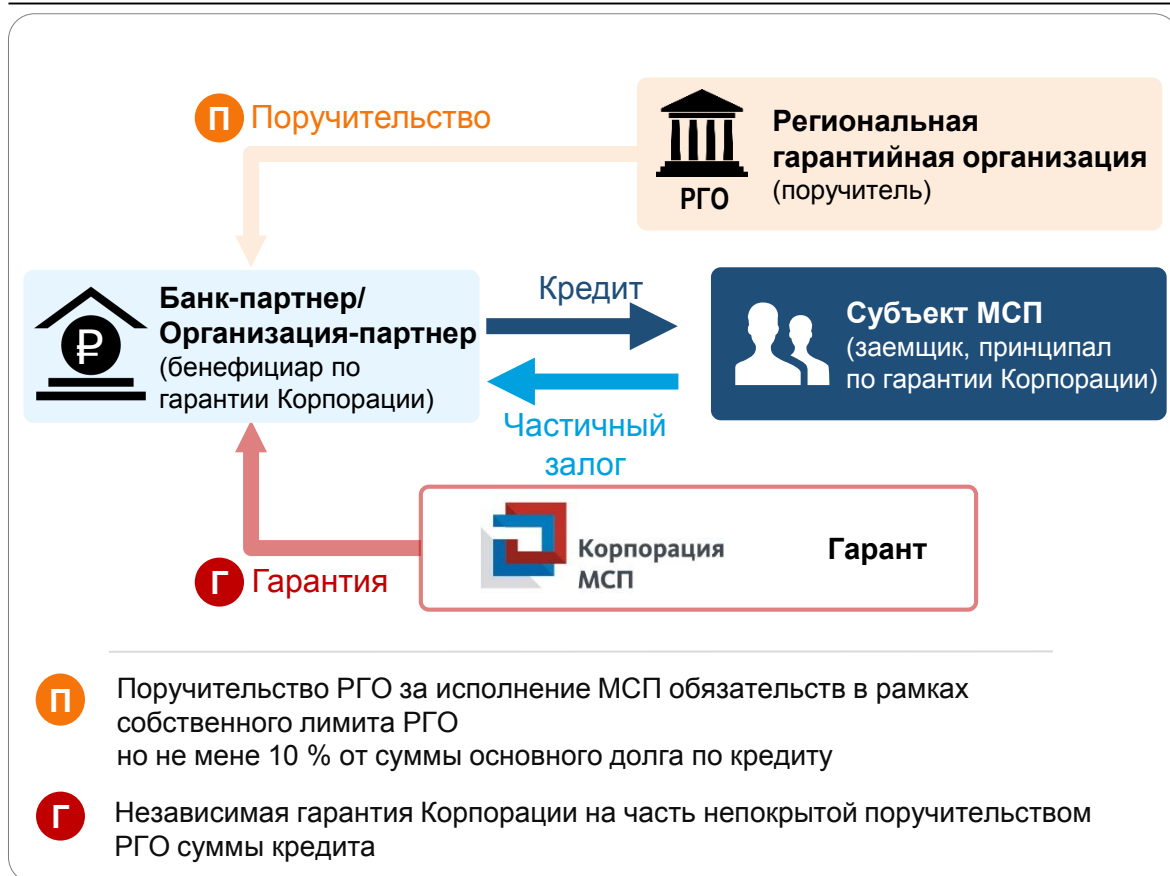 П Поручительство
Региональная
гарантийная организация
(поручитель)
РГО
Банк-партнер/
Организация-партнер
(бенефициар по
гарантии Корпорации)
₽
Кредит
Частичный
залог
Субъект МСП
(заемщик, принципал
по гарантии Корпорации)
Корпорация
МСП
Гарант
Г Гарантия
П Поручительство РГО за исполнение МСП обязательств в рамках
собственного лимита РГО
но не мене 10 % от суммы основного долга по кредиту
Г Независимая гарантия Корпорации на часть непокрытой поручительством
РГО суммы кредита